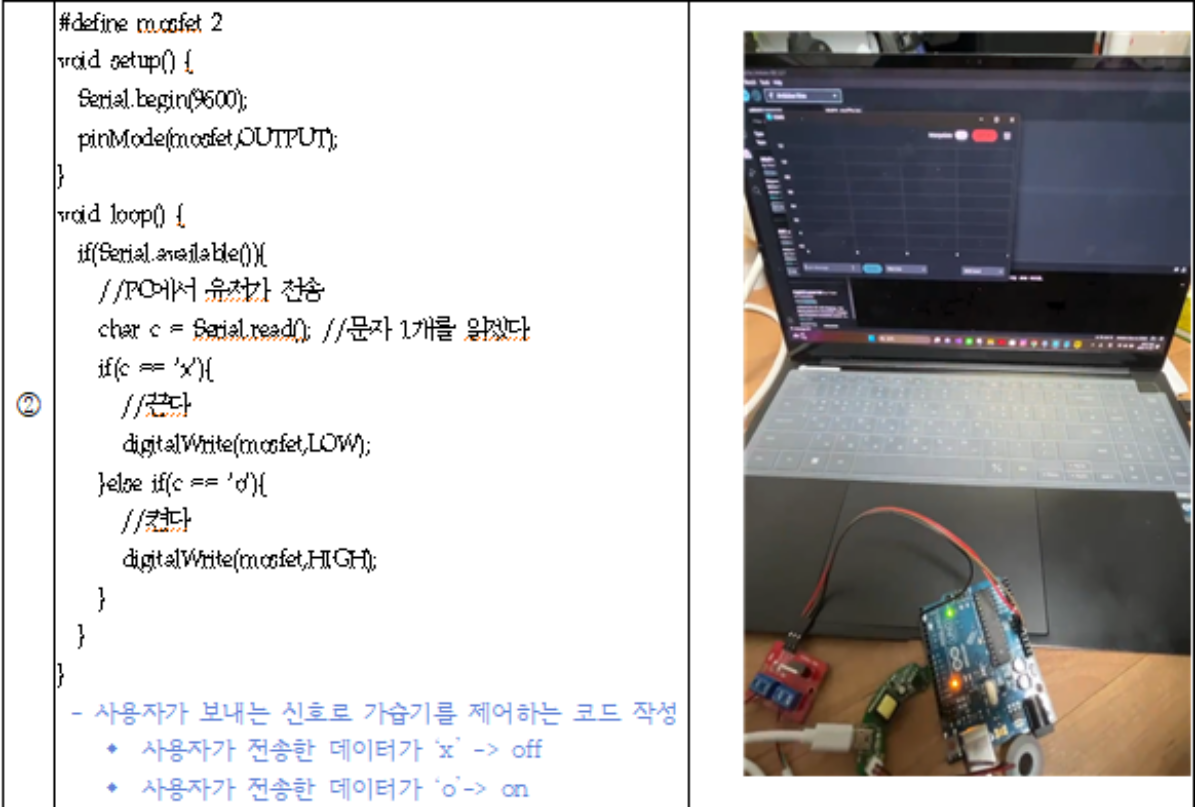 #define mosfet 2
void setup() {
Serial.begin(9600);
pinMode(mosfet,OUTPUT);
}
void loop() {
if(Serial.available()){
//PC에서 유저가 전송
char c = Serial.read(); //문자 1개를 읽겠다
if(c == 'x'){
//끈다
digitalWrite(mosfet,LOW);
}else if(c == 'o'){
//켠다
digitalWrite(mosfet,HIGH);
}
}
}
②
- 사용자가 보내는 신호로 가습기를 제어하는 코드 작성
◆ 사용자가 전송한 데이터가 'x' -> off
◆ 사용자가 전송한 데이터가 'o'-> on